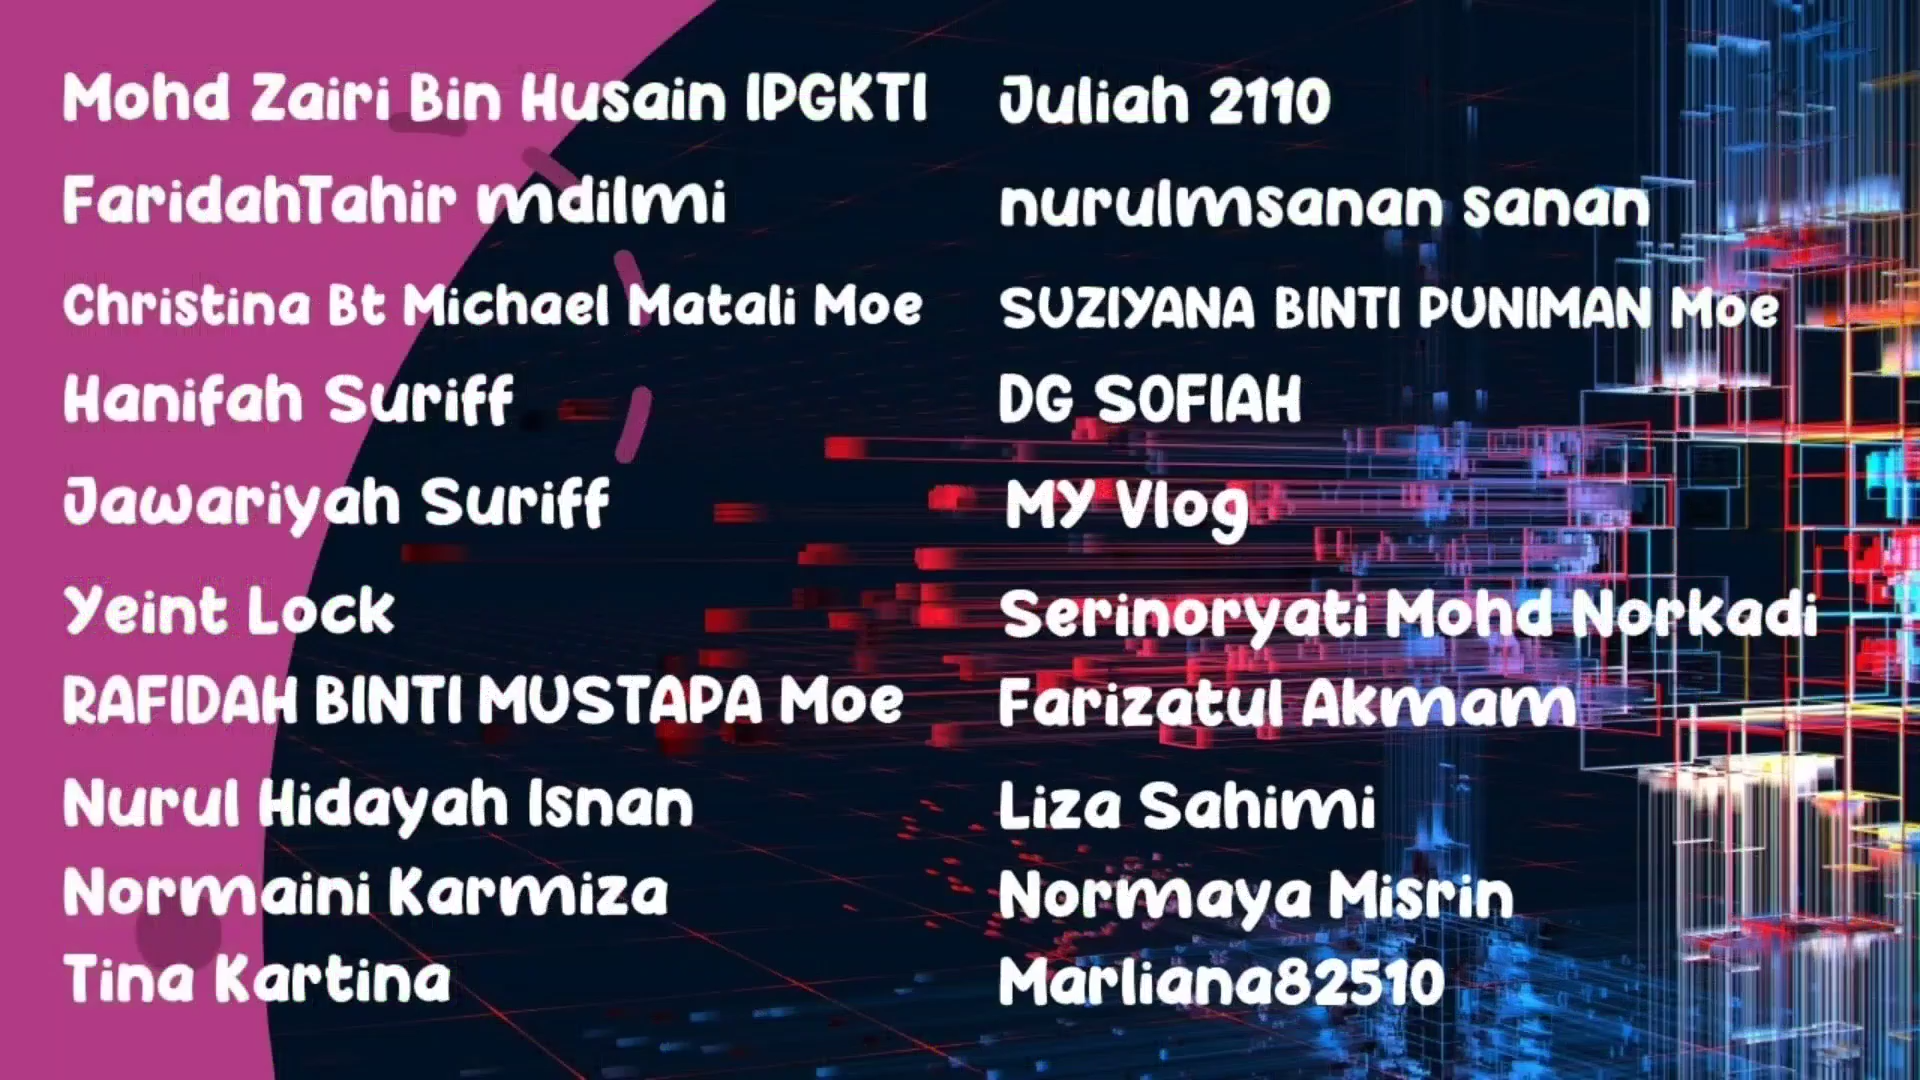 Mohd Zairi Bin Husain IPGKTI
FaridahTahir mdilmi
Christina Bt Michael Matali Moe
Hanifah Suriff
Jawariyah Suriff
Yeint Lock
RAFIDAH BINTI MUSTAPA Moe
Nurul Hidayah Isnan
Normaini Karmiza
Tina Kartina
Juliah 2110
nurulmsanan sanan
SUZIYANA BINTI PUNIMAN Moe
DG SOFIAH
MY Vlog
Serinoryati Mohd Norkadi
Farizatul Akmam
Liza Sahimi
Normaya Misrin
Marliana82510